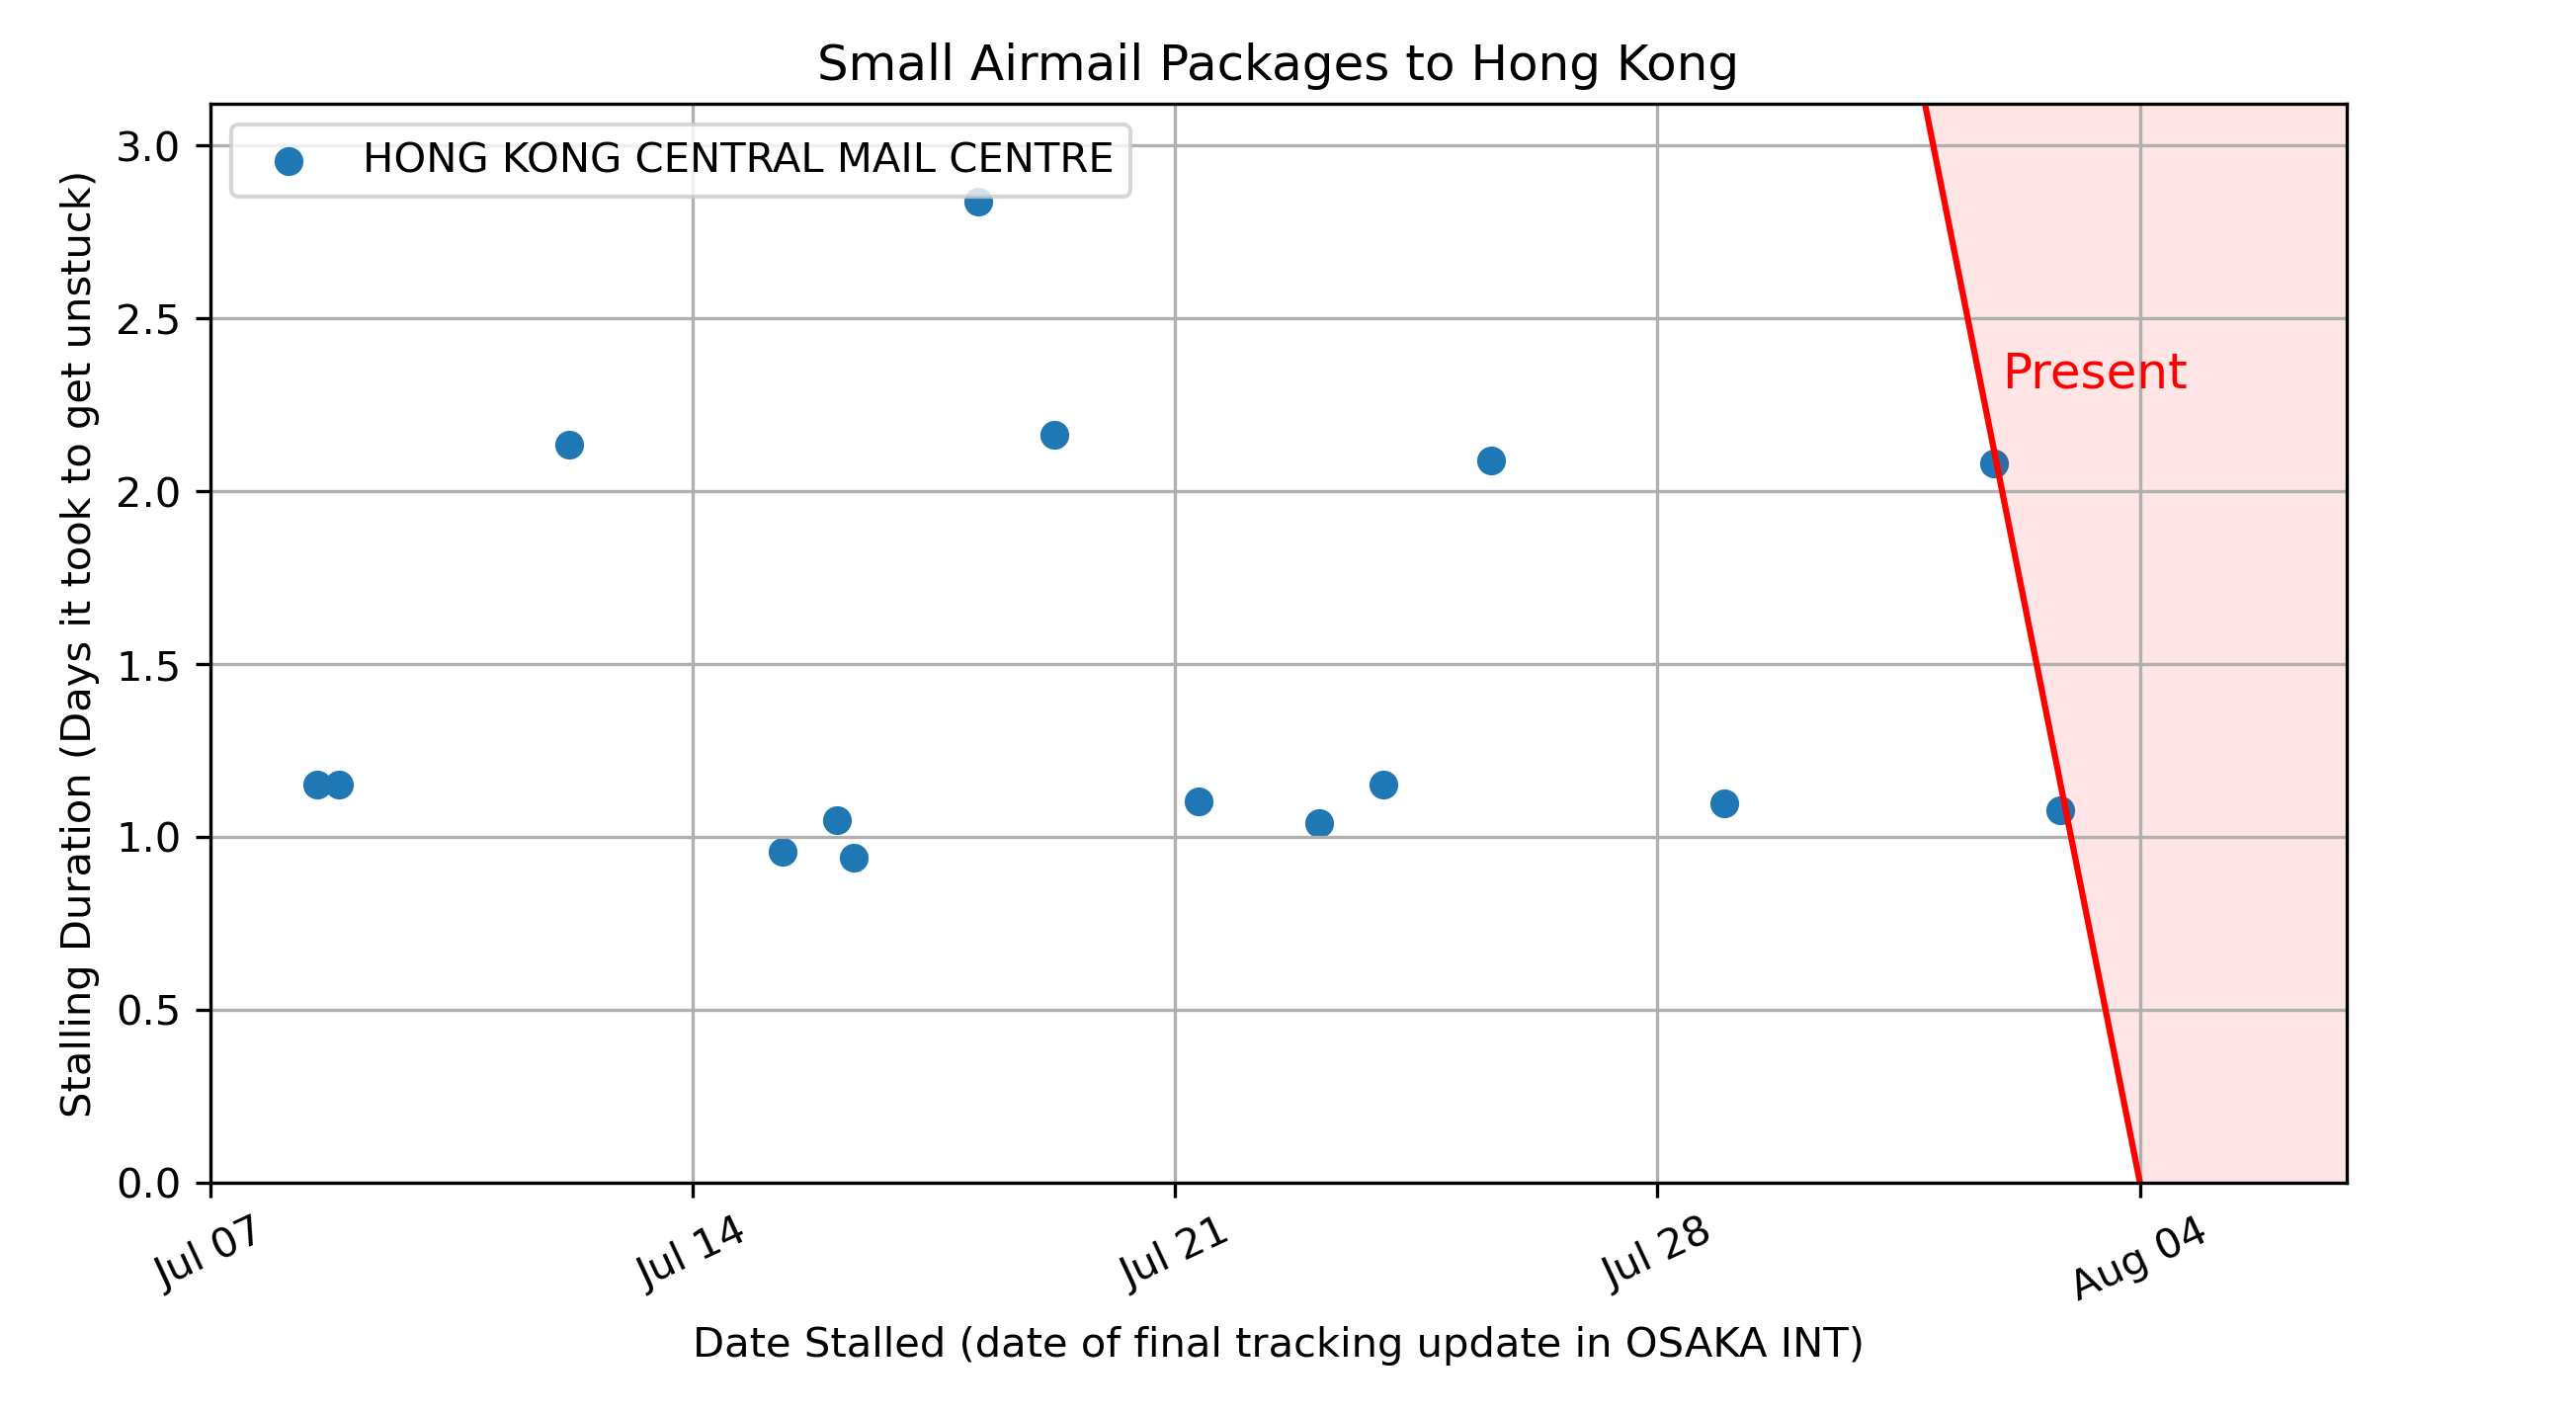 Small Airmail Packages to Hong Kong
HONG KONG CENTRAL MAIL CENTRE
Stalling Duration (Days it took to get unstuck)
3.0
2.5
2.0
1.5
1.0
0.5
0.0
Present
Jul 07
Jul 14
Jul 21
Jul 28
Aug 04
Date Stalled (date of final tracking update in OSAKA INT)